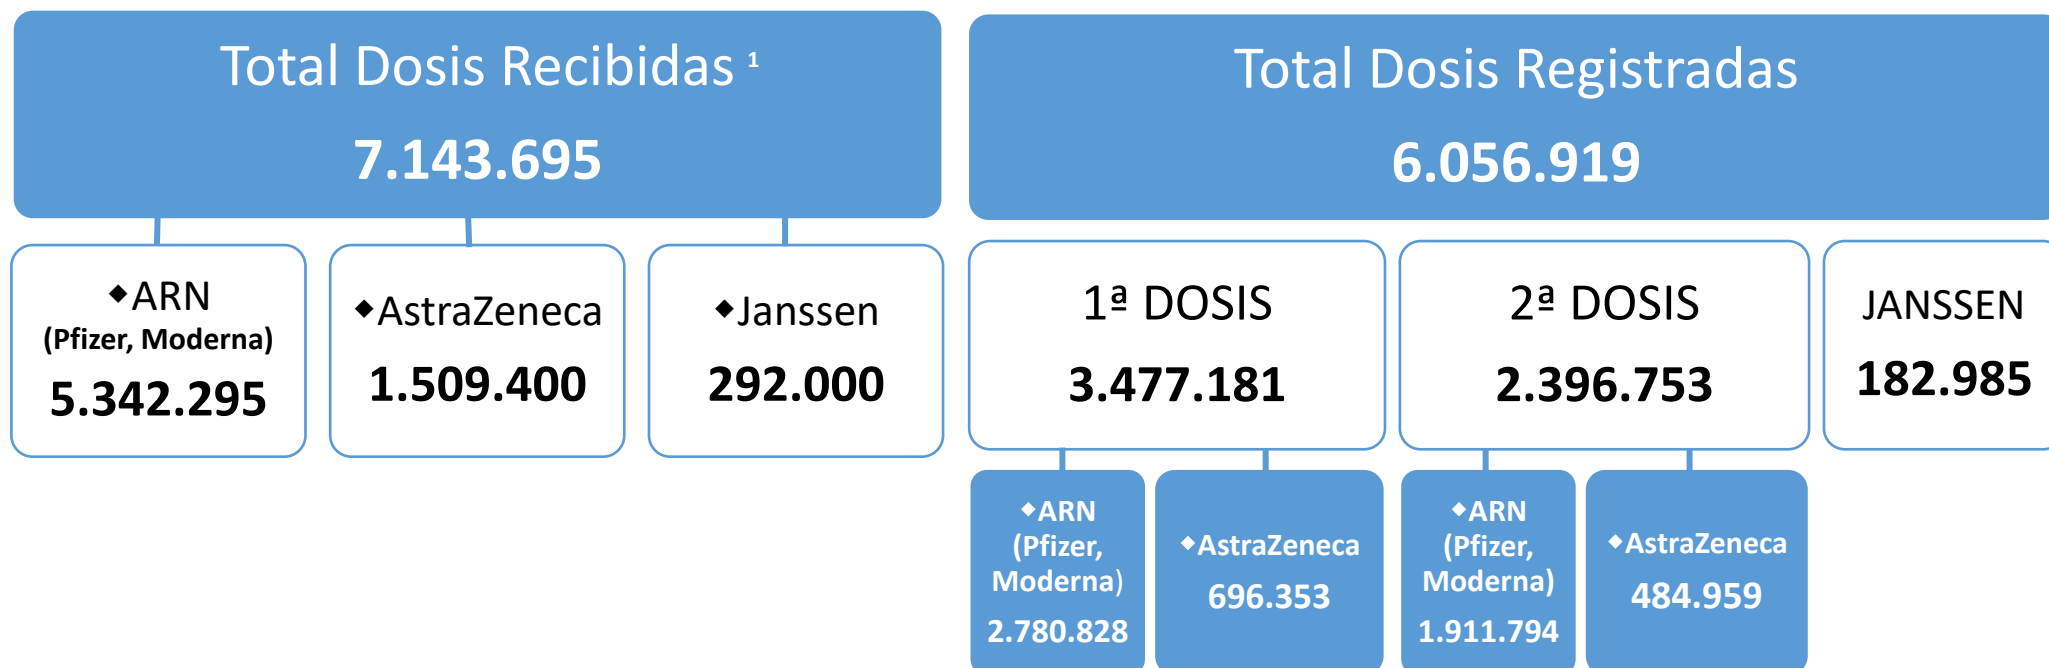 Total Dosis Recibidas ¹
7.143.695
◆ARN
(Pfizer, Moderna)
5.342.295
◆AstraZeneca
1.509.400
◆Janssen
292.000
Total Dosis Registradas
6.056.919
1ª DOSIS
3.477.181
◆ARN
(Pfizer,
Moderna)
2.780.828
◆AstraZeneca
696.353
2ª DOSIS
2.396.753
◆ARN
(Pfizer,
Moderna)
1.911.794
◆AstraZeneca
484.959
JANSSEN
182.985